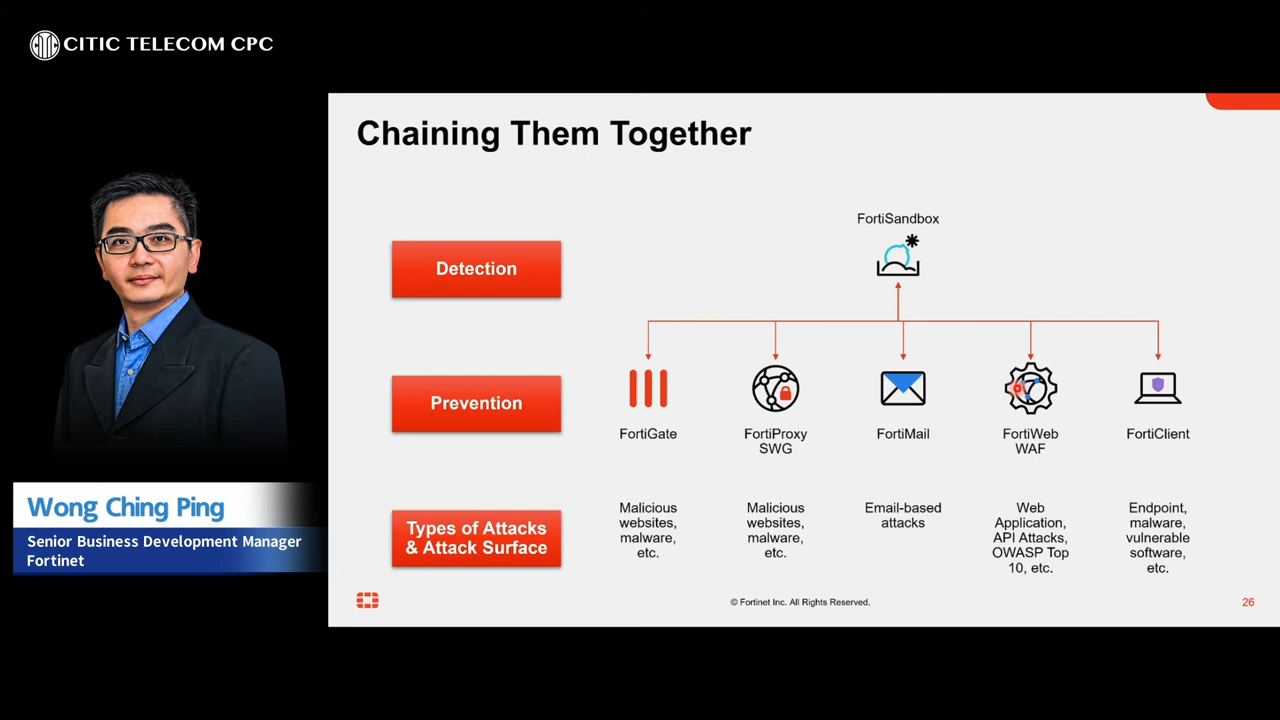 CITIC TELECOM CPC
Chaining Them Together
FortiSandbox
Detection
Prevention
FortiGate
FortiProxy
SWG
FortiMail
FortiWeb
WAF
FortiClient
Types of Attacks
& Attack Surface
Malicious
websites,
malware,
etc.
Malicious
websites,
malware,
etc.
Email-based
attacks
Web
Application,
API Attacks,
OWASP Top
10, etc.
Endpoint,
malware,
vulnerable
software,
etc.
Wong Ching Ping
Senior Business Development Manager
Fortinet
© Fortinet Inc. All Rights Reserved.
26